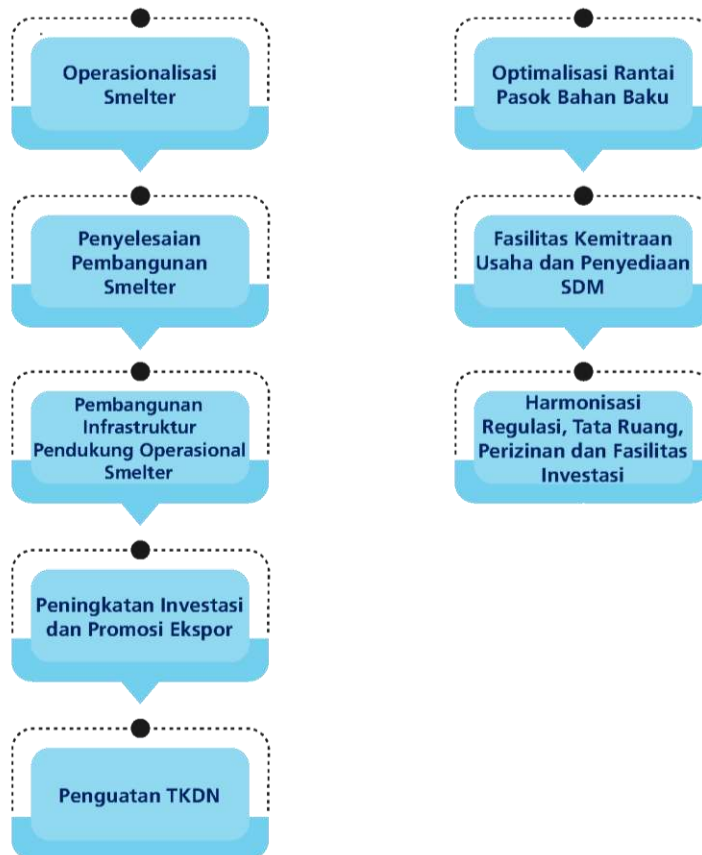 Operasionalisasi
Smelter
Penyelesaian
Pembangunan
Smelter
Pembangunan
Infrastruktur
Pendukung Operasional
Smelter
Peningkatan Investasi
dan Promosi Ekspor
Penguatan TKDN
Optimalisasi Rantai
Pasok Bahan Baku
Fasilitas Kemitraan
Usaha dan Penyediaan
SDM
Harmonisasi
Regulasi, Tata Ruang,
Perizinan dan Fasilitas
Investasi